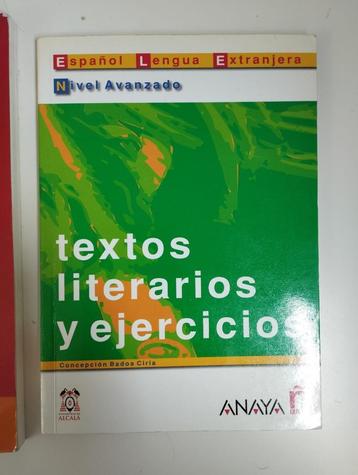 Español Lengua Extranjera
Nivel Avanzado
textos
literarios
y ejercicios
Concepción Bados Ciria
ALCALÁ
ANAYA ñ